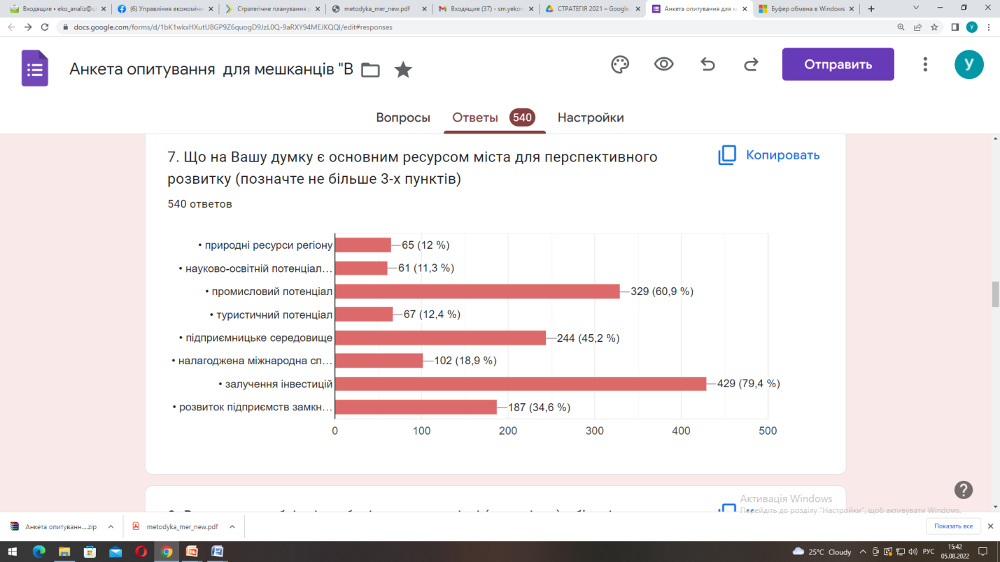 Входящие • eko_analiz@u
(6) Управління економічн
Стратегічне планування р
metodyka_mer_new.pdf
Входящие (37) - sm.yekon
СТРАТЕГІЯ 2021 – Google
Анкета опитування для м
Буфер обмена в Windows
docs.google.com/forms/d/1bK1wkxHXutU8GP9Z6quogD9JzL0Q-9aRXY94MEJKQQI/edit#responses
У
Анкета опитування для мешканців "В
Отправить
У
Вопросы
Ответы 540
Настройки
7. Що на Вашу думку є основним ресурсом міста для перспективного
розвитку (позначте не більше 3-х пунктів)
Копировать
540 ответов
• природні ресурси регіону 65 (12 %)
• науково-освітній потенціал… 61 (11,3 %)
• промисловий потенціал 329 (60,9 %)
• туристичний потенціал 67 (12,4 %)
• підприємницьке середовище 244 (45,2 %)
• налагоджена міжнародна сп… 102 (18,9 %)
• залучення інвестицій 429 (79,4 %)
• розвиток підприємств замкн… 187 (34,6 %)
0 100 200 300 400 500
Активація Windows
Перейдіть до розділу "Настройки", щоб активувати Windows.
Анкета опитуванн....zip
metodyka_mer_new.pdf
Показать все
25°C Cloudy
РУС
15:42
05.08.2022